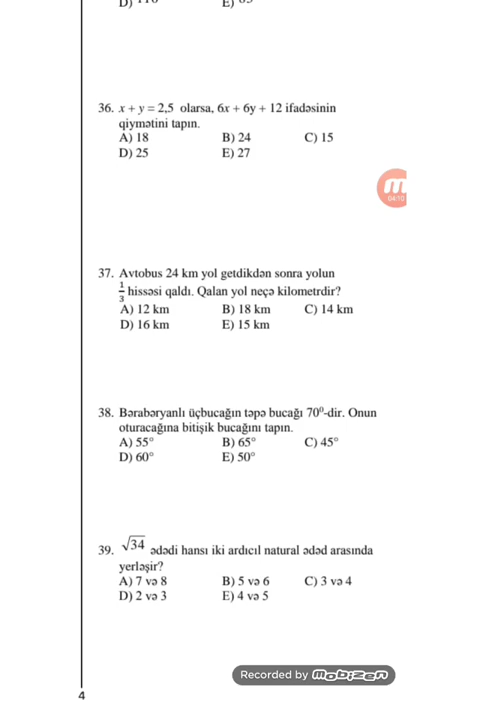 D) E)
36. x + y = 2,5 olarsa, 6x + 6y + 12 ifadəsinin
qiymətini tapın.
A) 18 B) 24 C) 15
D) 25 E) 27
04:10
37. Avtobus 24 km yol getdikdən sonra yolun
1/3 hissəsi qaldı. Qalan yol neçə kilometrdir?
A) 12 km B) 18 km C) 14 km
D) 16 km E) 15 km
38. Bərabəryanlı üçbucağın təpə bucağı 70⁰-dir. Onun
oturacağına bitişik bucağını tapın.
A) 55° B) 65° C) 45°
D) 60° E) 50°
39. √34 ədədi hansı iki ardıcıl natural ədəd arasında
yerləşir?
A) 7 və 8 B) 5 və 6 C) 3 və 4
D) 2 və 3 E) 4 və 5
Recorded by mobizen
4